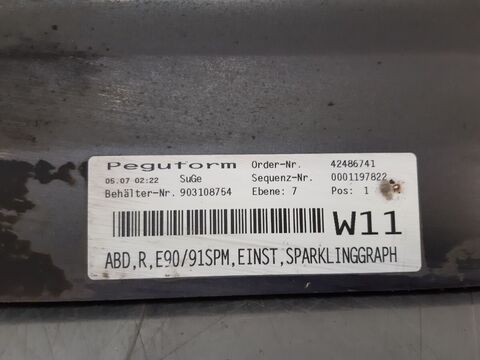 Peguform Order-Nr. 42486741
05.07 02:22 SuGe Sequenz-Nr. 0001197822
Behälter-Nr. 903108754 Ebene: 7 Pos: 1
W11
ABD,R,E90/91SPM,EINST,SPARKLINGGRAPH